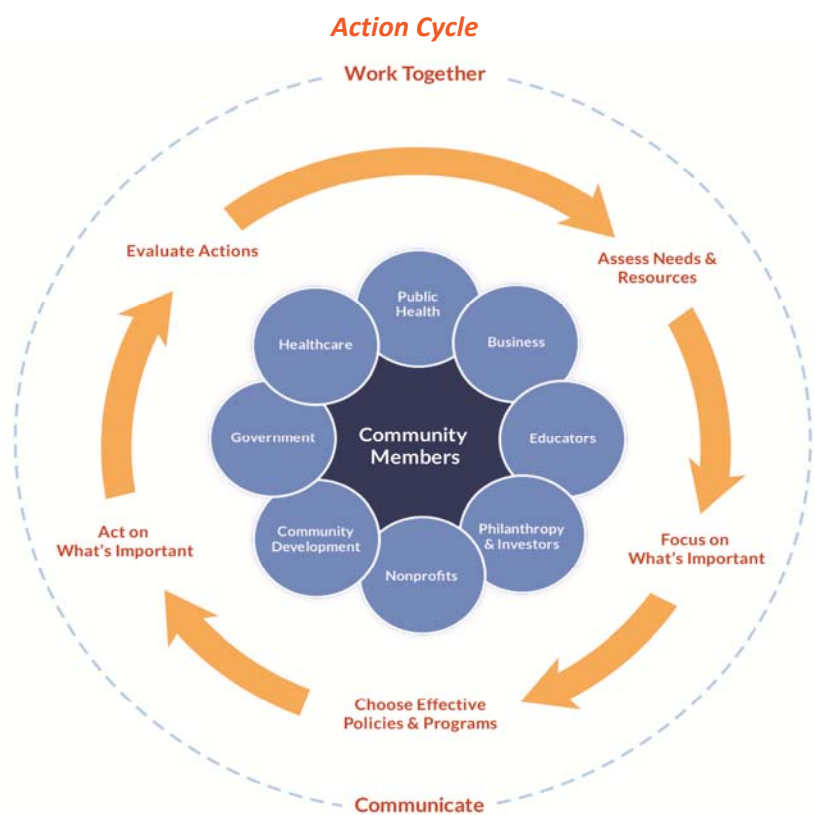 Action Cycle
Work Together
Evaluate Actions
Assess Needs &
Resources
Public
Health
Healthcare
Business
Government
Community
Members
Educators
Act on
What's Important
Community
Development
Philanthropy
& Investors
Focus on
What's Important
Nonprofits
Choose Effective
Policies & Programs
Communicate